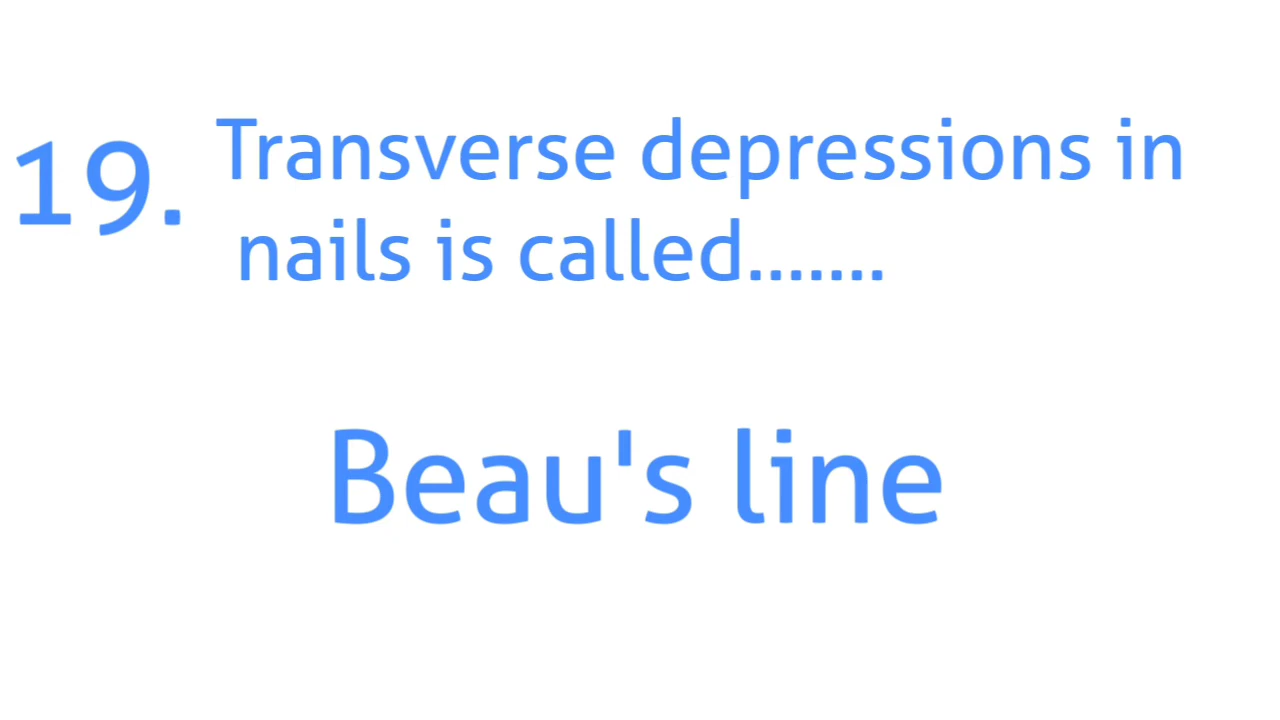 19. Transverse depressions in
nails is called.......
Beau's line